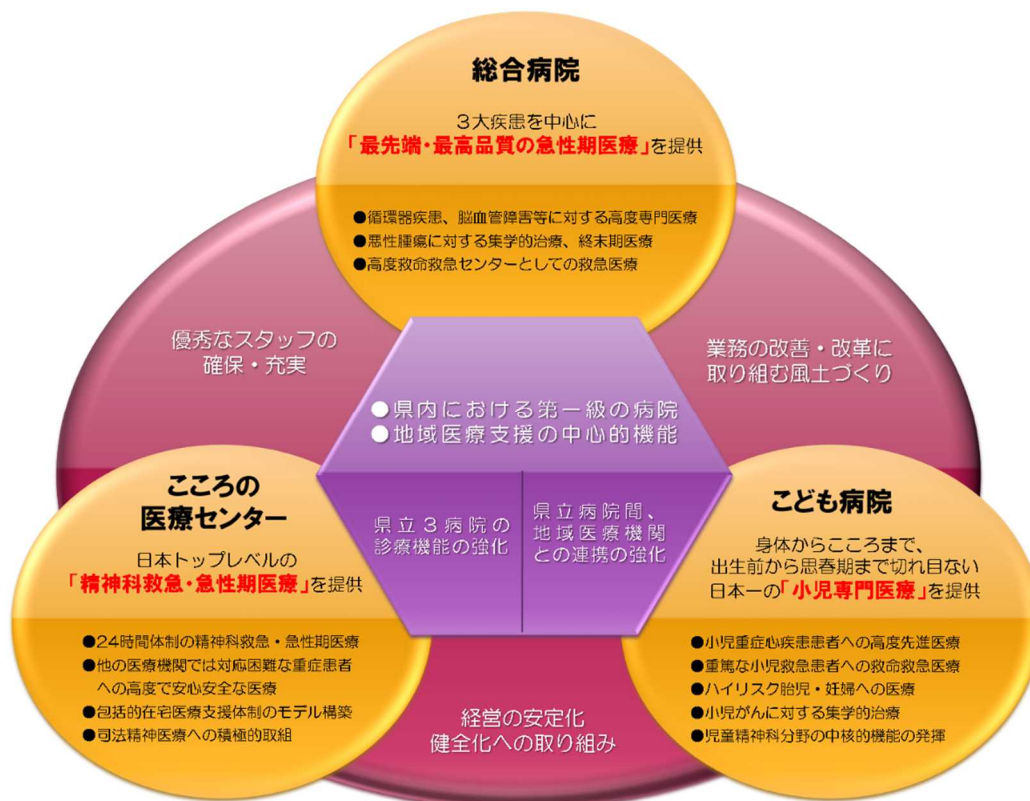 総合病院
3大疾患を中心に
「最先端・最高品質の急性期医療」を提供
●循環器疾患、脳血管障害等に対する高度専門医療
●悪性腫瘍に対する集学的治療、終末期医療
●高度救命救急センターとしての救急医療
優秀なスタッフの
確保・充実
業務の改善・改革に
取り組む風土づくり
●県内における第一級の病院
●地域医療支援の中心的機能
県立3病院の
診療機能の強化
県立病院間、
地域医療機関
との連携の強化
こころの
医療センター
日本トップレベルの
「精神科救急・急性期医療」を提供
●24時間体制の精神科救急・急性期医療
●他の医療機関では対応困難な重症患者
への高度で安心安全な医療
●包括的在宅医療支援体制のモデル構築
●司法精神医療への積極的取組
こども病院
身体からこころまで、
出生前から思春期まで切れ目ない
日本一の「小児専門医療」を提供
●小児重症心疾患患者への高度先進医療
●重篤な小児救急患者への救命救急医療
●ハイリスク胎児・妊婦への医療
●小児がんに対する集学的治療
●児童精神科分野の中核的機能の発揮
経営の安定化
健全化への取り組み